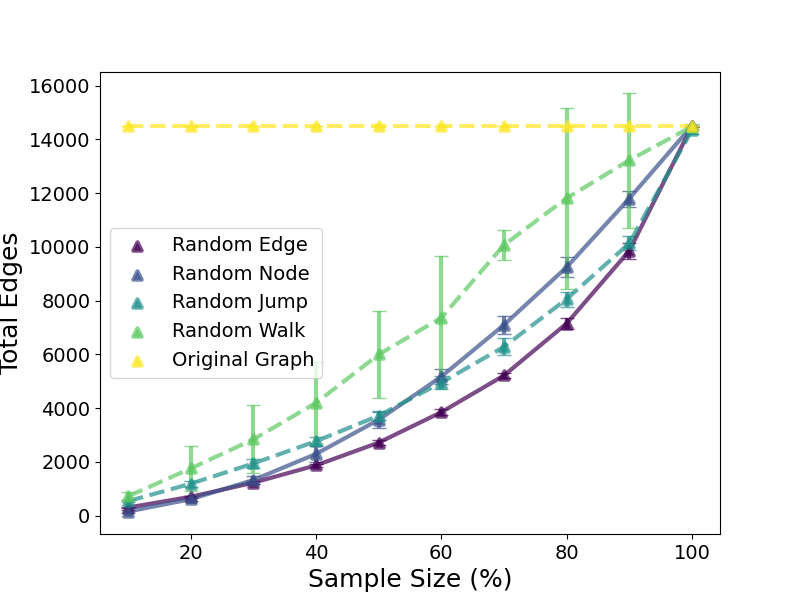 16000
14000
12000
10000
8000
6000
4000
2000
0
Total Edges
Random Edge
Random Node
Random Jump
Random Walk
Original Graph
20 40 60 80 100
Sample Size (%)